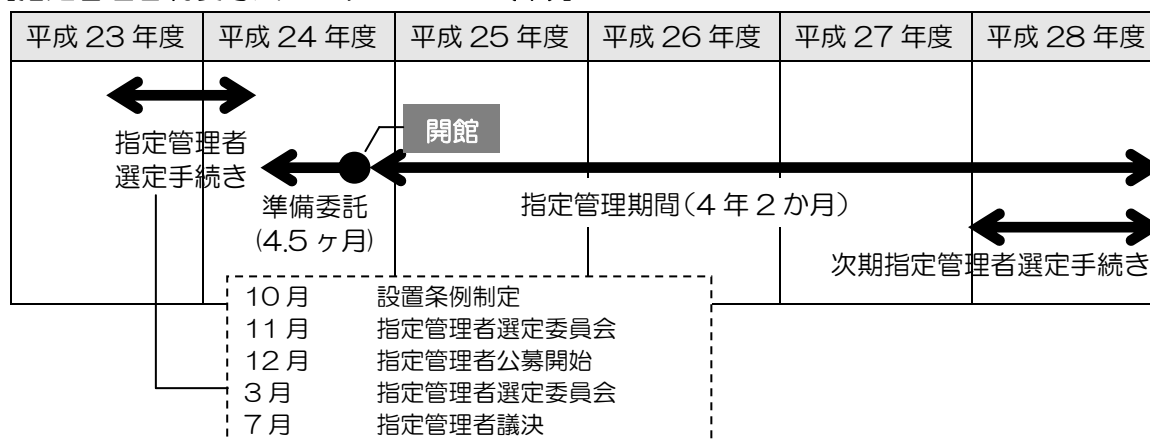 平成 23 年度 平成 24 年度 平成 25 年度 平成 26 年度 平成 27 年度 平成 28 年度
開館
指定管理者
選定手続き
準備委託
(4.5 ヶ月)
指定管理期間(4 年 2 か月)
次期指定管理者選定手続き
10 月 設置条例制定
11 月 指定管理者選定委員会
12 月 指定管理者公募開始
3 月 指定管理者選定委員会
7 月 指定管理者議決